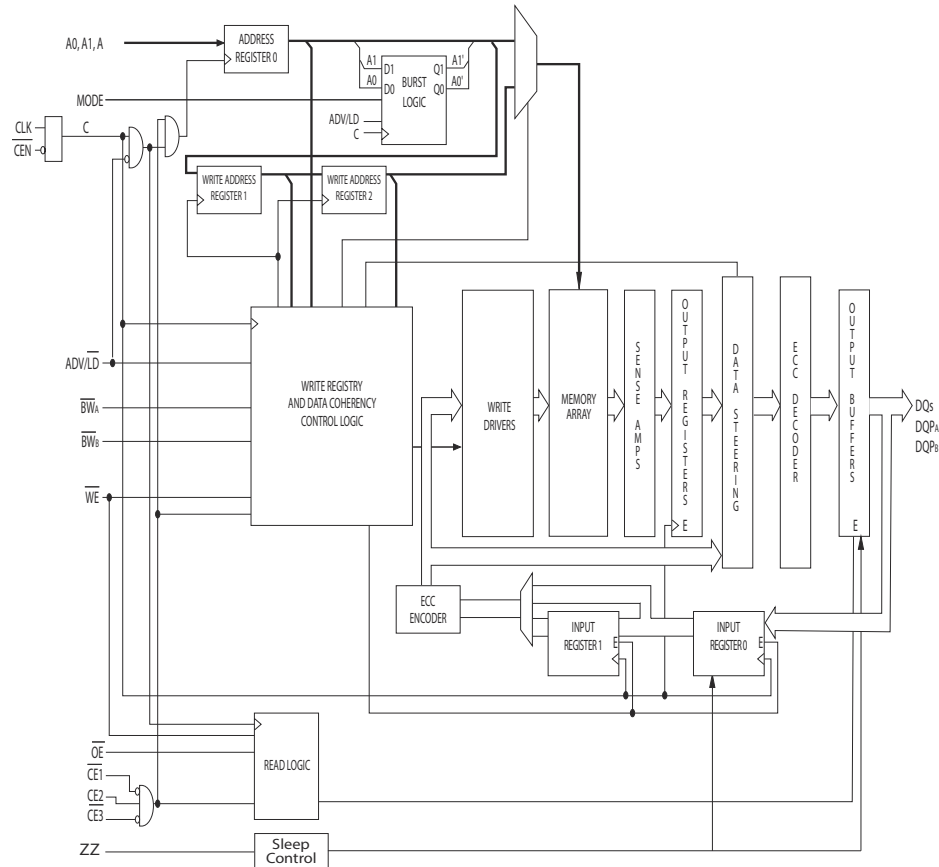 A0, A1, A
ADDRESS
REGISTER 0
A1
A0
D1
D0
BURST
LOGIC
Q1
Q0
A1'
A0'
MODE
ADV/LD
C
CLK
C
CEN
WRITE ADDRESS
REGISTER 1
WRITE ADDRESS
REGISTER 2
ADV/LD
BWA
BWB
WE
WRITE REGISTRY
AND DATA COHERENCY
CONTROL LOGIC
WRITE
DRIVERS
MEMORY
ARRAY
SENSE AMPS
OUTPUT REGISTERS
E
DATA STEERING
ECC DECODER
OUTPUT BUFFERS
E
DQs
DQPA
DQPB
ECC
ENCODER
INPUT
REGISTER 1
E
INPUT
REGISTER 0
E
OE
CE1
CE2
CE3
READ LOGIC
ZZ
Sleep
Control